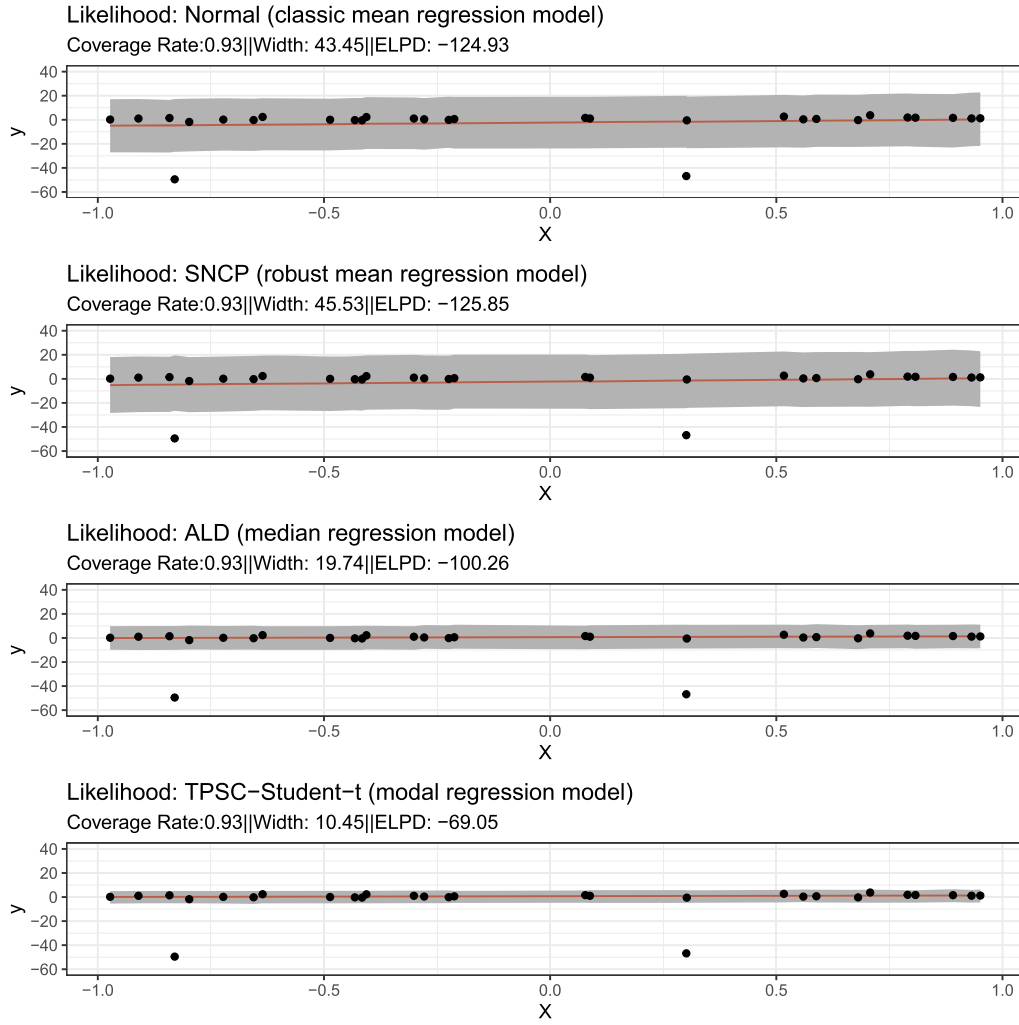 Likelihood: Normal (classic mean regression model)
Coverage Rate:0.93||Width: 43.45||ELPD: −124.93
40
20
0
−20
−40
−60
y
−1.0 −0.5 0.0 0.5 1.0
X
Likelihood: SNCP (robust mean regression model)
Coverage Rate:0.93||Width: 45.53||ELPD: −125.85
40
20
0
−20
−40
−60
y
−1.0 −0.5 0.0 0.5 1.0
X
Likelihood: ALD (median regression model)
Coverage Rate:0.93||Width: 19.74||ELPD: −100.26
40
20
0
−20
−40
−60
y
−1.0 −0.5 0.0 0.5 1.0
X
Likelihood: TPSC−Student−t (modal regression model)
Coverage Rate:0.93||Width: 10.45||ELPD: −69.05
40
20
0
−20
−40
−60
y
−1.0 −0.5 0.0 0.5 1.0
X